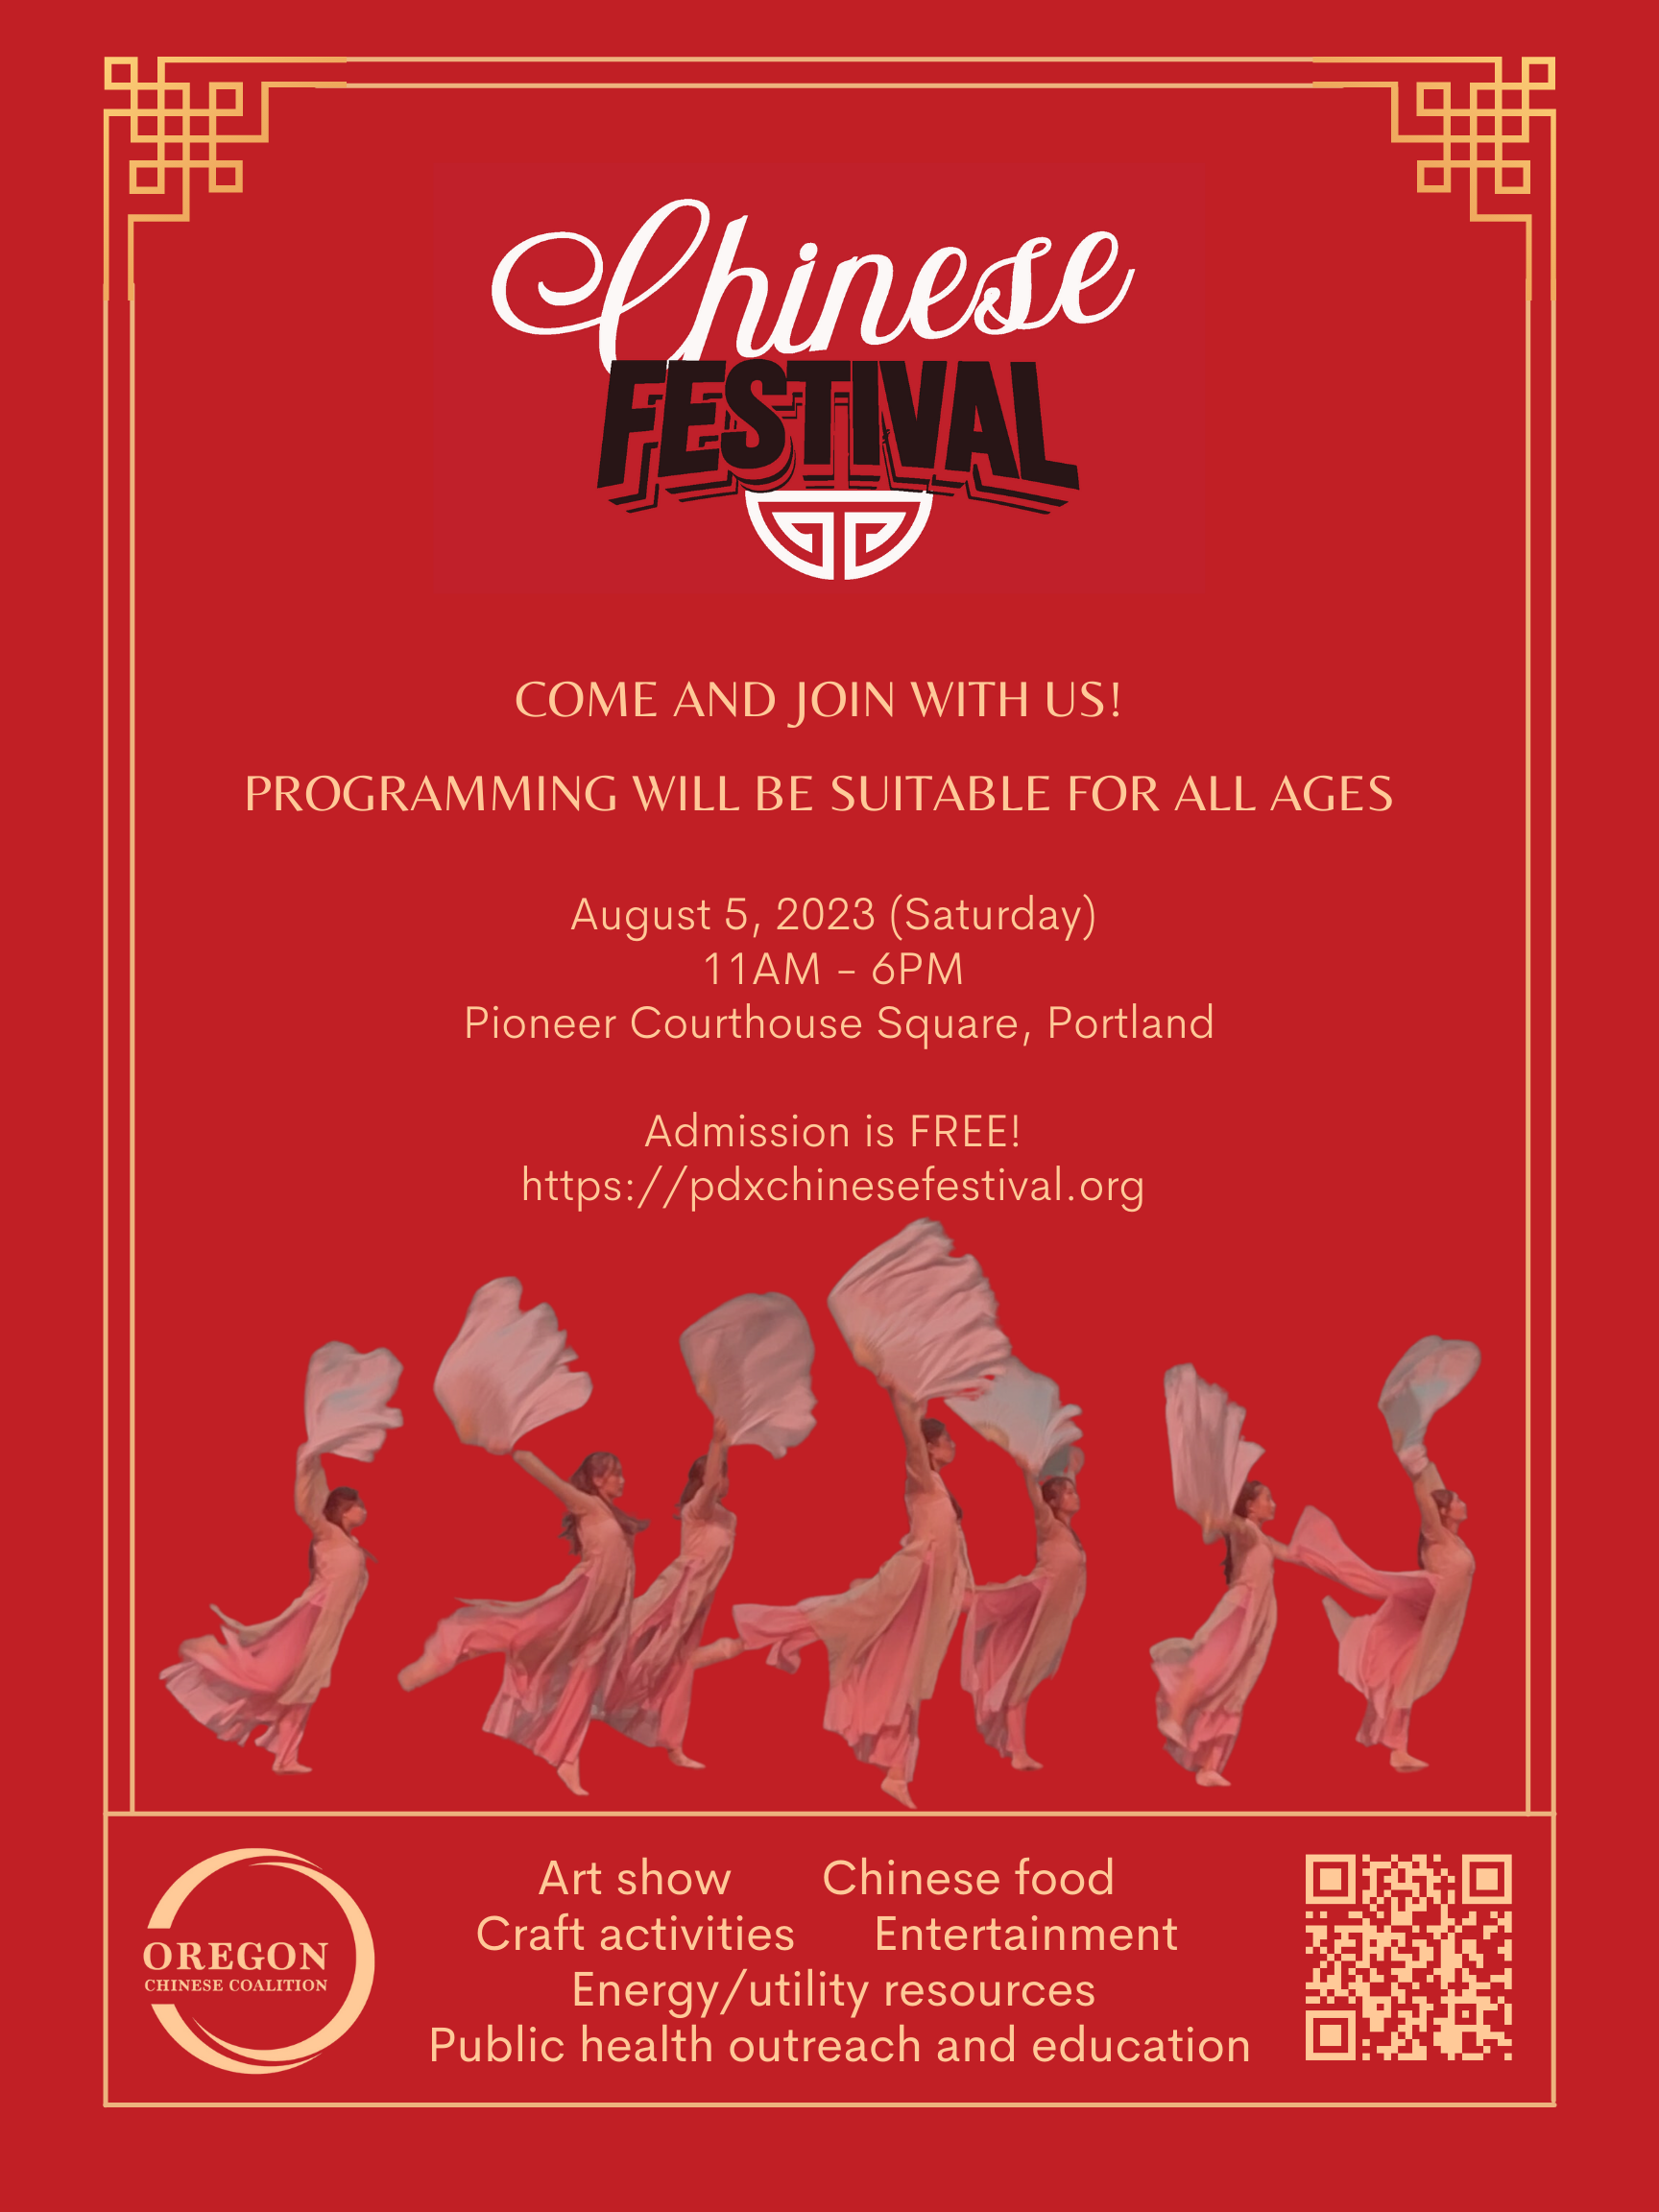 Chinese
FESTIVAL
COME AND JOIN WITH US!
PROGRAMMING WILL BE SUITABLE FOR ALL AGES
August 5, 2023 (Saturday)
11AM - 6PM
Pioneer Courthouse Square, Portland
Admission is FREE!
https://pdxchinesefestival.org
OREGON
CHINESE COALITION
Art show Chinese food
Craft activities Entertainment
Energy/utility resources
Public health outreach and education